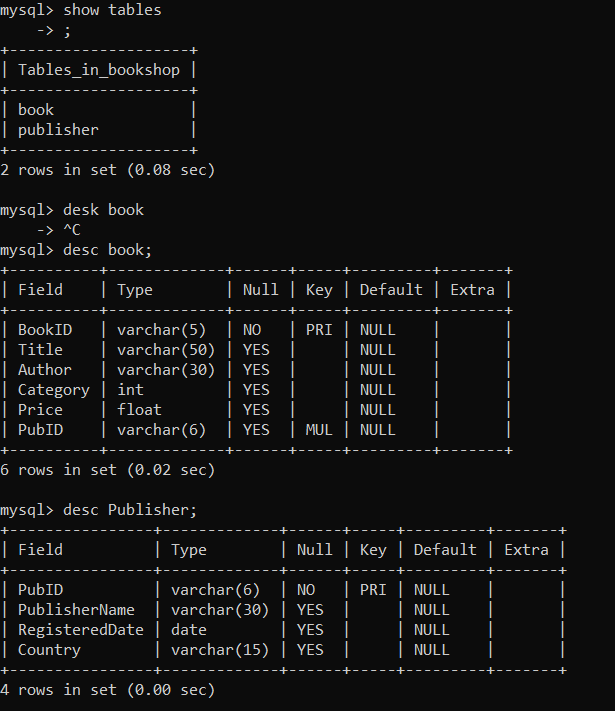 mysql> show tables
    -> ;
+--------------------+
| Tables_in_bookshop |
+--------------------+
| book               |
| publisher          |
+--------------------+
2 rows in set (0.08 sec)

mysql> desk book
    -> ^C
mysql> desc book;
+----------+-------------+------+-----+---------+-------+
| Field    | Type        | Null | Key | Default | Extra |
+----------+-------------+------+-----+---------+-------+
| BookID   | varchar(5)  | NO   | PRI | NULL    |       |
| Title    | varchar(50) | YES  |     | NULL    |       |
| Author   | varchar(30) | YES  |     | NULL    |       |
| Category | int         | YES  |     | NULL    |       |
| Price    | float       | YES  |     | NULL    |       |
| PubID    | varchar(6)  | YES  | MUL | NULL    |       |
+----------+-------------+------+-----+---------+-------+
6 rows in set (0.02 sec)

mysql> desc Publisher;
+----------------+-------------+------+-----+---------+-------+
| Field          | Type        | Null | Key | Default | Extra |
+----------------+-------------+------+-----+---------+-------+
| PubID          | varchar(6)  | NO   | PRI | NULL    |       |
| PublisherName  | varchar(30) | YES  |     | NULL    |       |
| RegisteredDate | date        | YES  |     | NULL    |       |
| Country        | varchar(15) | YES  |     | NULL    |       |
+----------------+-------------+------+-----+---------+-------+
4 rows in set (0.00 sec)